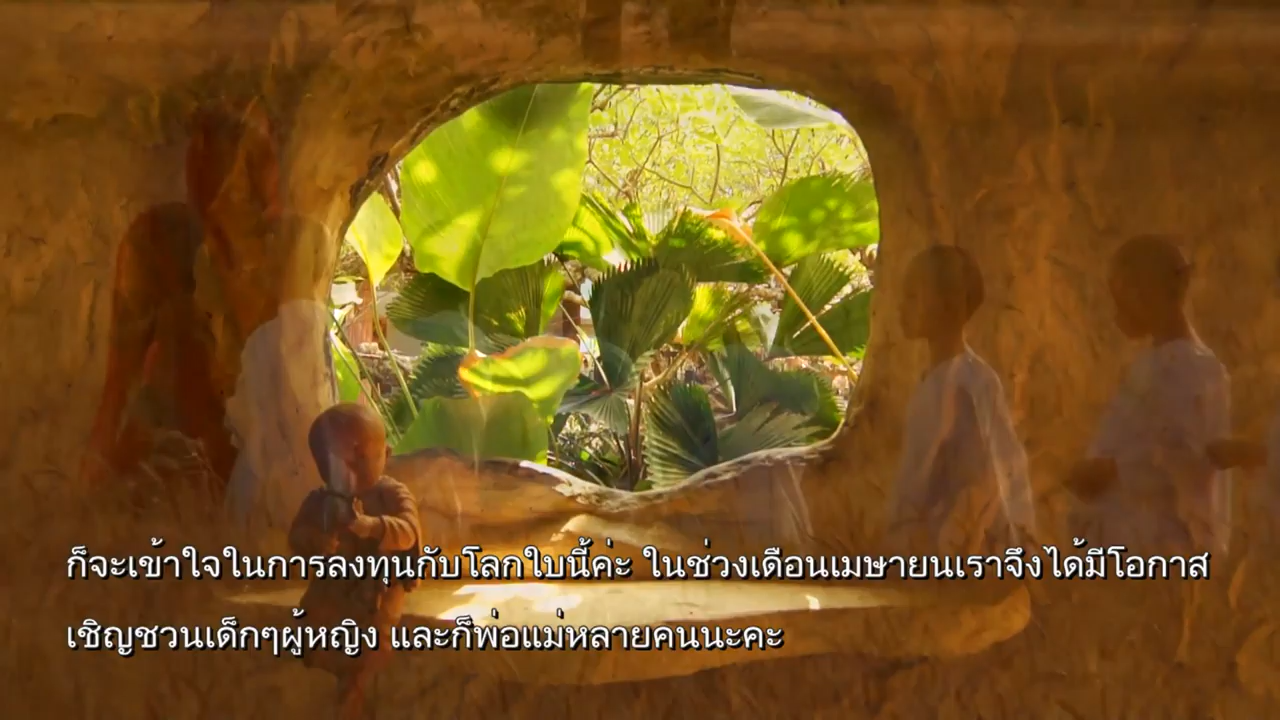 ก็จะเข้าใจในการลงทุนกับโลกใบนี้ค่ะ ในช่วงเดือนเมษายนเราจึงได้มีโอกาส
เชิญชวนเด็กๆผู้หญิง และก็พ่อแม่หลายคนนะคะ